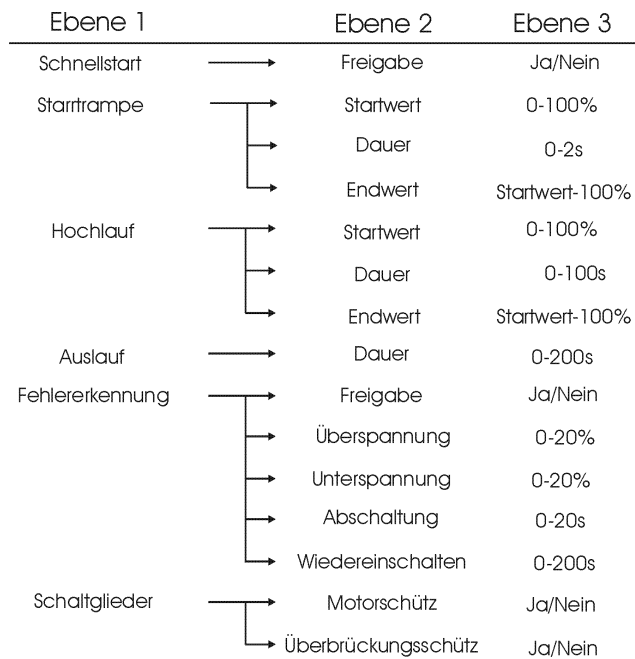 Ebene 1 Ebene 2 Ebene 3
Schnellstart Freigabe Ja/Nein
Starrtrampe Startwert 0-100%
Dauer 0-2s
Endwert Startwert-100%
Hochlauf Startwert 0-100%
Dauer 0-100s
Endwert Startwert-100%
Auslauf Dauer 0-200s
Fehlererkennung Freigabe Ja/Nein
Überspannung 0-20%
Unterspannung 0-20%
Abschaltung 0-20s
Wiedereinschalten 0-200s
Schaltglieder Motorschütz Ja/Nein
Überbrückungsschütz Ja/Nein